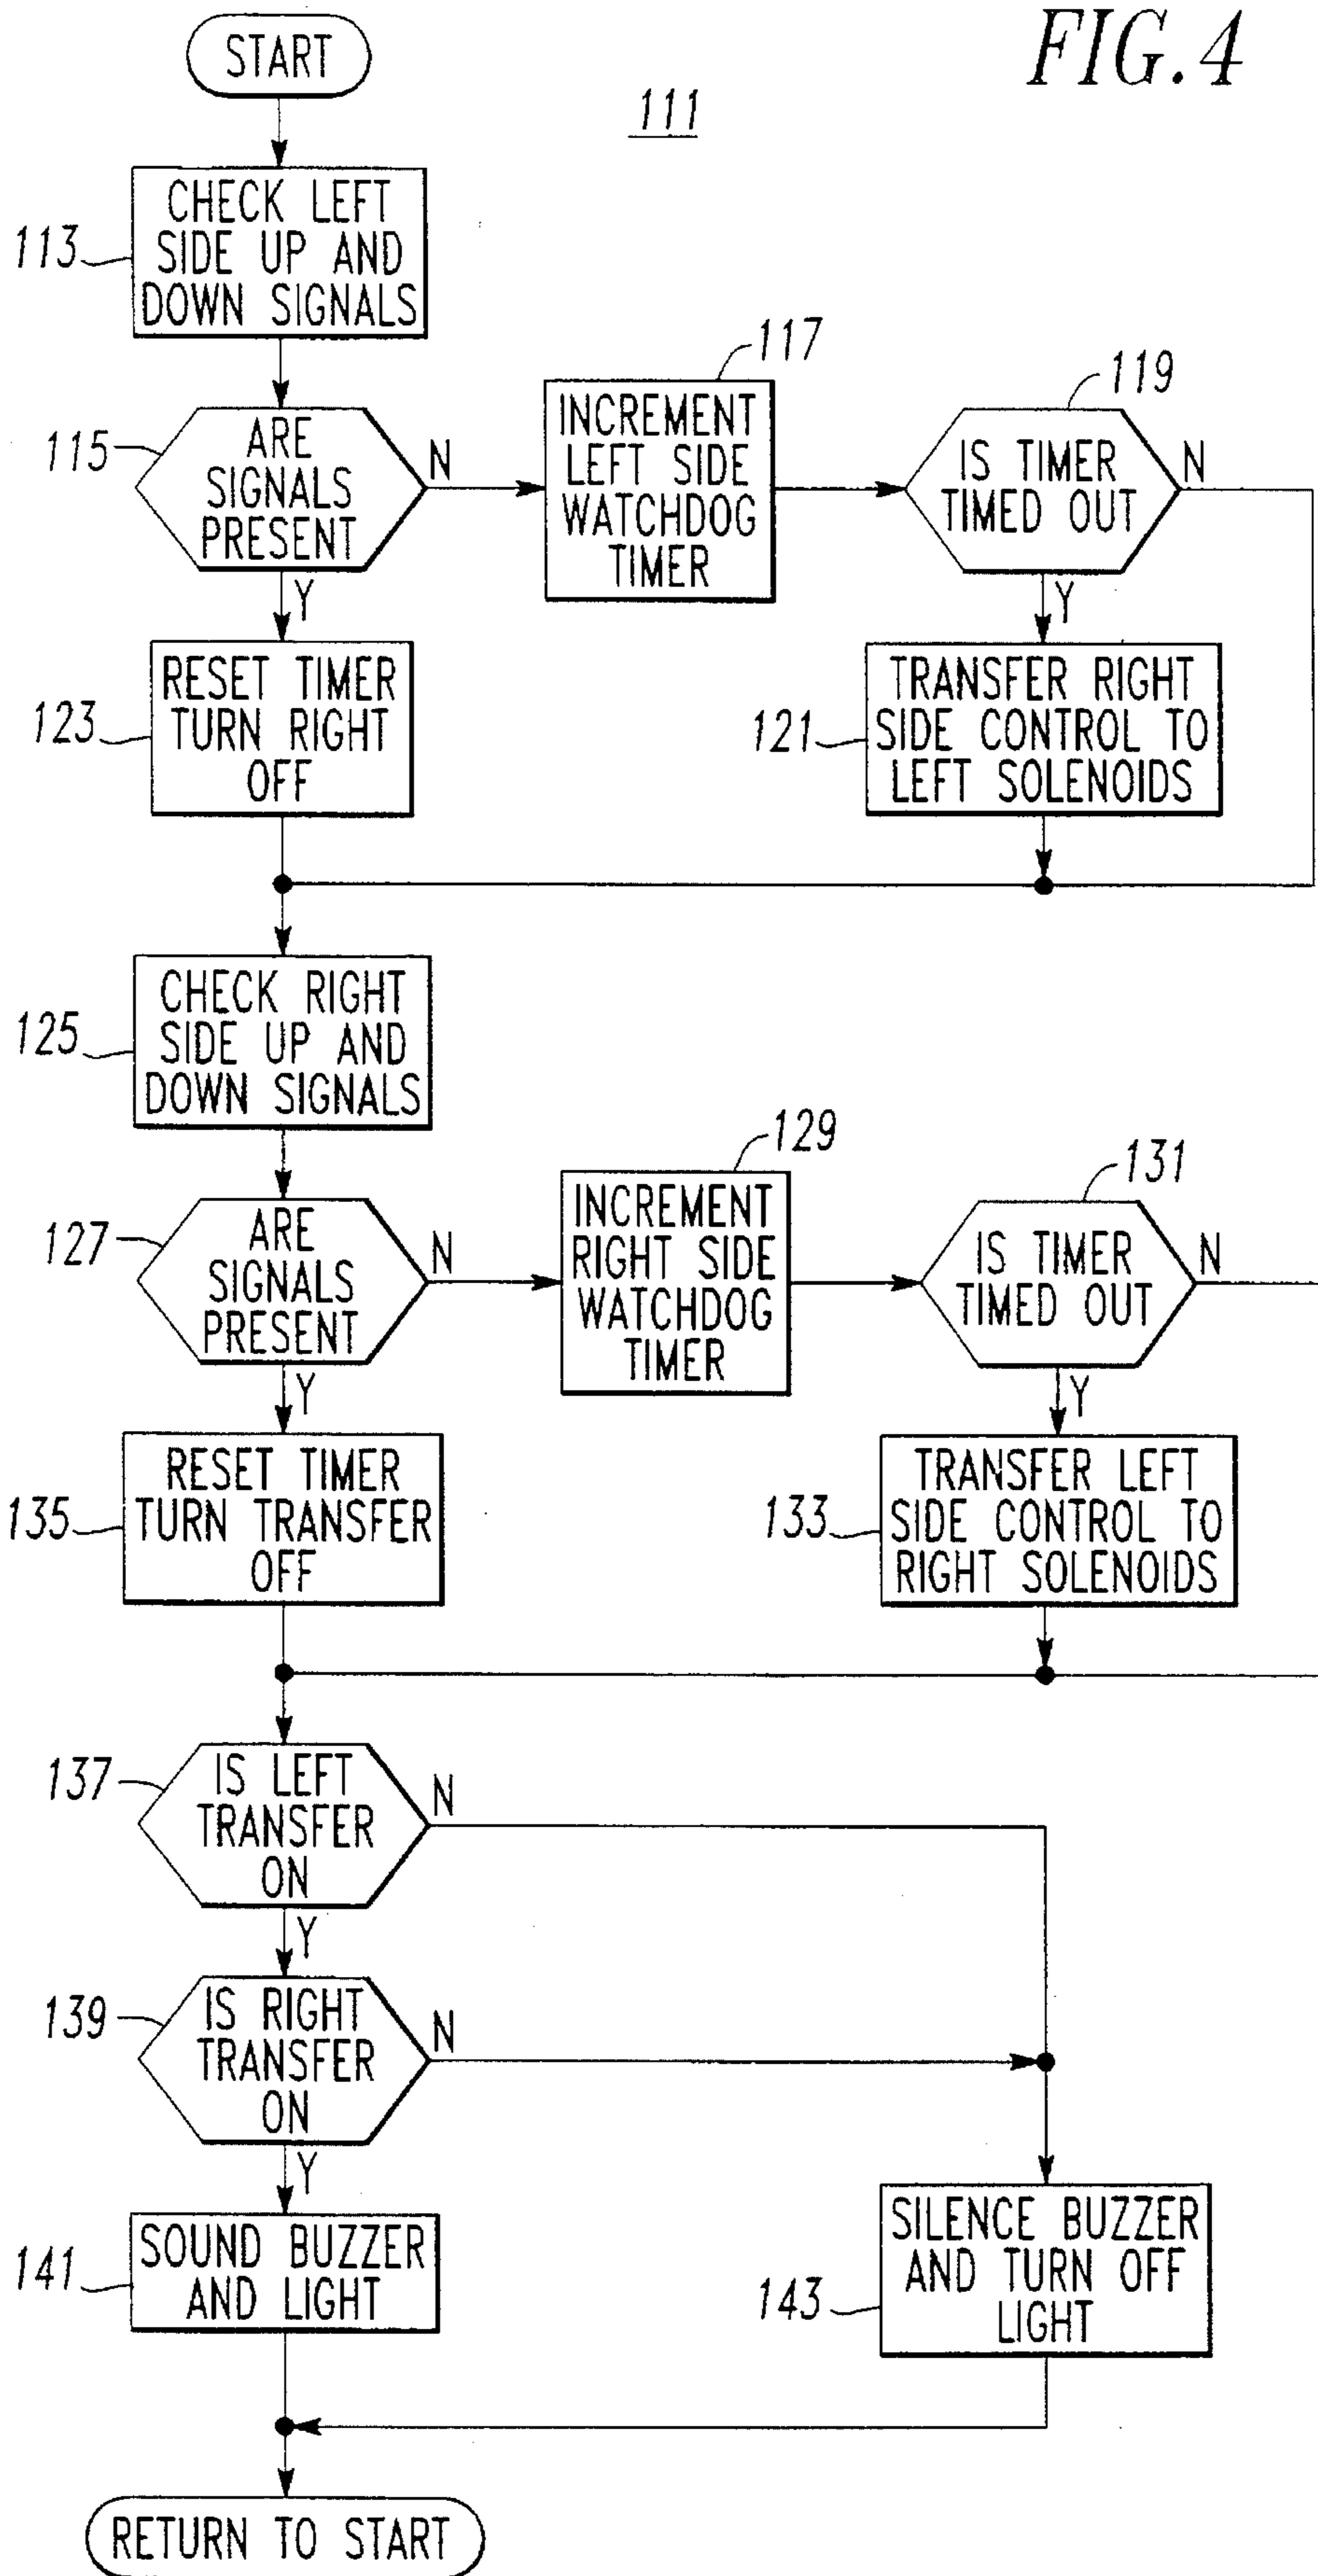 FIG. 4
START
111
113
CHECK LEFT
SIDE UP AND
DOWN SIGNALS
115
ARE
SIGNALS
PRESENT
N
Y
117
INCREMENT
LEFT SIDE
WATCHDOG
TIMER
119
IS TIMER
TIMED OUT
N
Y
123
RESET TIMER
TURN RIGHT
OFF
121
TRANSFER RIGHT
SIDE CONTROL TO
LEFT SOLENOIDS
125
CHECK RIGHT
SIDE UP AND
DOWN SIGNALS
127
ARE
SIGNALS
PRESENT
N
Y
129
INCREMENT
RIGHT SIDE
WATCHDOG
TIMER
131
IS TIMER
TIMED OUT
N
Y
135
RESET TIMER
TURN TRANSFER
OFF
133
TRANSFER LEFT
SIDE CONTROL TO
RIGHT SOLENOIDS
137
IS LEFT
TRANSFER
ON
N
Y
139
IS RIGHT
TRANSFER
ON
N
Y
141
SOUND BUZZER
AND LIGHT
143
SILENCE BUZZER
AND TURN OFF
LIGHT
RETURN TO START